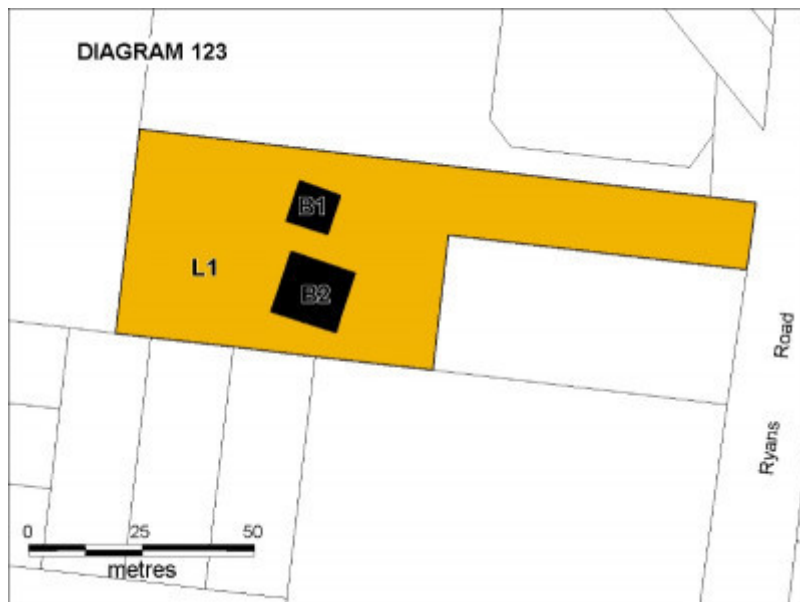 DIAGRAM 123
B1
L1
B2
Ryans Road
0 25 50
metres